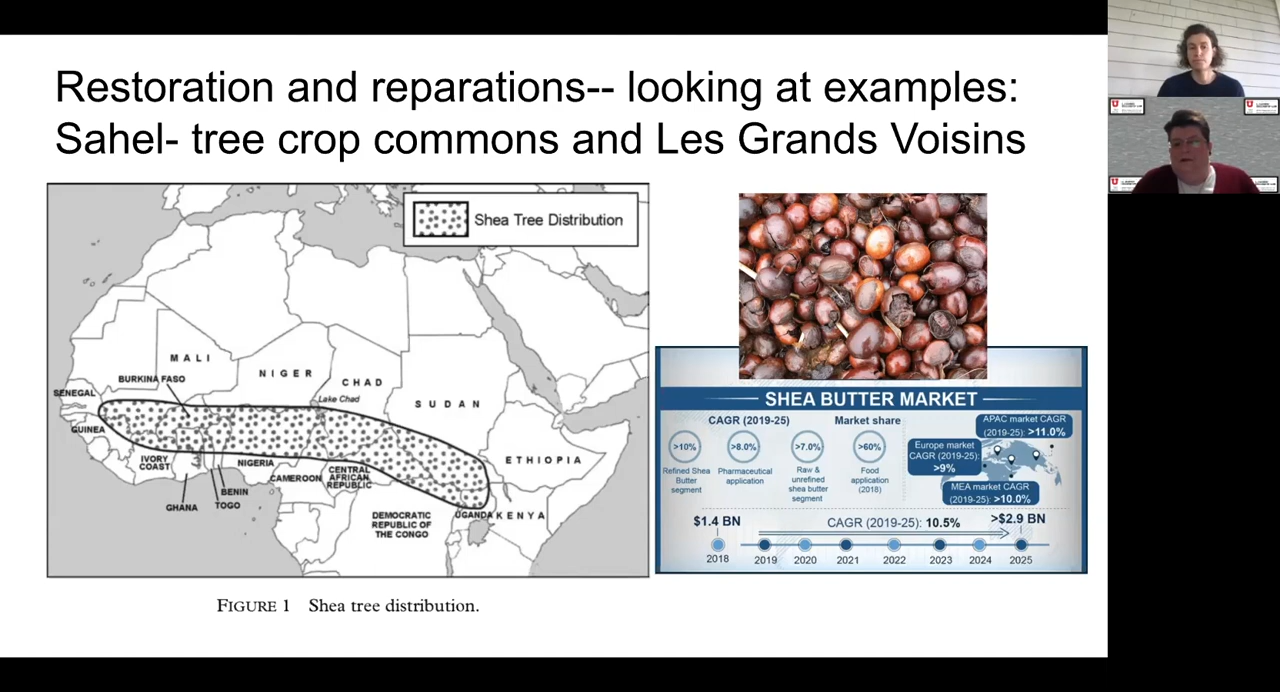 Restoration and reparations-- looking at examples:
Sahel- tree crop commons and Les Grands Voisins
Shea Tree Distribution
MALI
BURKINA FASO
NIGER
CHAD
Lake Chad
SUDAN
SENEGAL
GUINEA
IVORY
COAST
NIGERIA
CAMEROON
CENTRAL
AFRICAN
REPUBLIC
ETHIOPIA
BENIN
TOGO
GHANA
DEMOCRATIC
REPUBLIC OF
THE CONGO
UGANDA
KENYA
FIGURE 1 Shea tree distribution.
SHEA BUTTER MARKET
CAGR (2019-25)
Market share
>10%
>8.0%
>7.0%
>60%
Refined Shea
Butter
segment
Pharmaceutical
application
Raw &
unrefined
shea butter
segment
Food
application
(2018)
APAC market CAGR
(2019-25): >11.0%
Europe market
CAGR (2019-25):
>9%
MEA market CAGR
(2019-25): >10.0%
$1.4 BN
CAGR (2019-25): 10.5%
>$2.9 BN
2018
2019
2020
2021
2022
2023
2024
2025